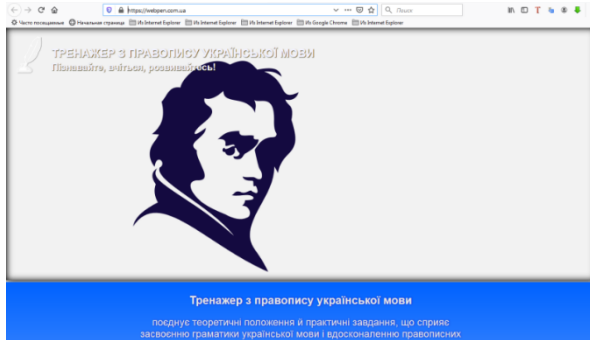 https://webpen.com.ua
Поиск
Часто посещаемые Начальная страница Из Internet Explorer Из Internet Explorer Из Internet Explorer Из Google Chrome Из Internet Explorer
ТРЕНАЖЕР З ПРАВОПИСУ УКРАЇНСЬКОЇ МОВИ
Пізнавайте, вчіться, розвивайтесь!
Тренажер з правопису української мови
поєднує теоретичні положення й практичні завдання, що сприяє
засвоєнню граматики української мови і вдосконаленню правописних